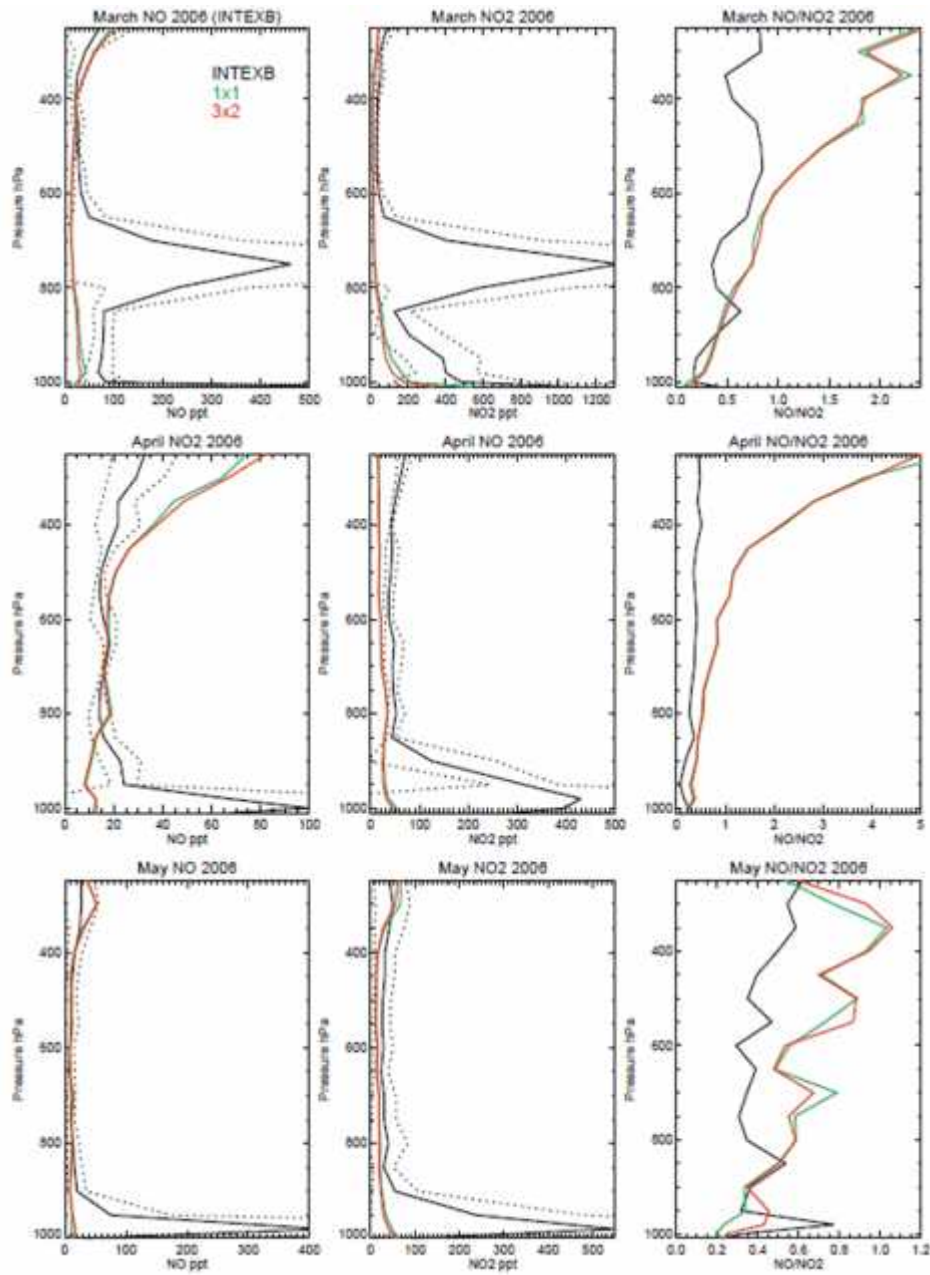 March NO 2006 (INTEXB)
March NO2 2006
March NO/NO2 2006
INTEXB
1x1
3x2
Pressure hPa
400
600
800
1000
0 100 200 300 400 500
NO ppt
Pressure hPa
400
600
800
1000
0 200 400 600 800 1000 1200
NO2 ppt
Pressure hPa
400
600
800
1000
0.0 0.5 1.0 1.5 2.0
NO/NO2
April NO2 2006
April NO 2006
April NO/NO2 2006
Pressure hPa
400
600
800
1000
0 20 40 60 80 100
NO ppt
Pressure hPa
400
600
800
1000
0 100 200 300 400 500
NO2 ppt
Pressure hPa
400
600
800
1000
0 1 2 3 4 5
NO/NO2
May NO 2006
May NO2 2006
May NO/NO2 2006
Pressure hPa
400
600
800
1000
0 100 200 300 400
NO ppt
Pressure hPa
400
600
800
1000
0 100 200 300 400 500
NO2 ppt
Pressure hPa
400
600
800
1000
0.0 0.2 0.4 0.6 0.8 1.0 1.2
NO/NO2